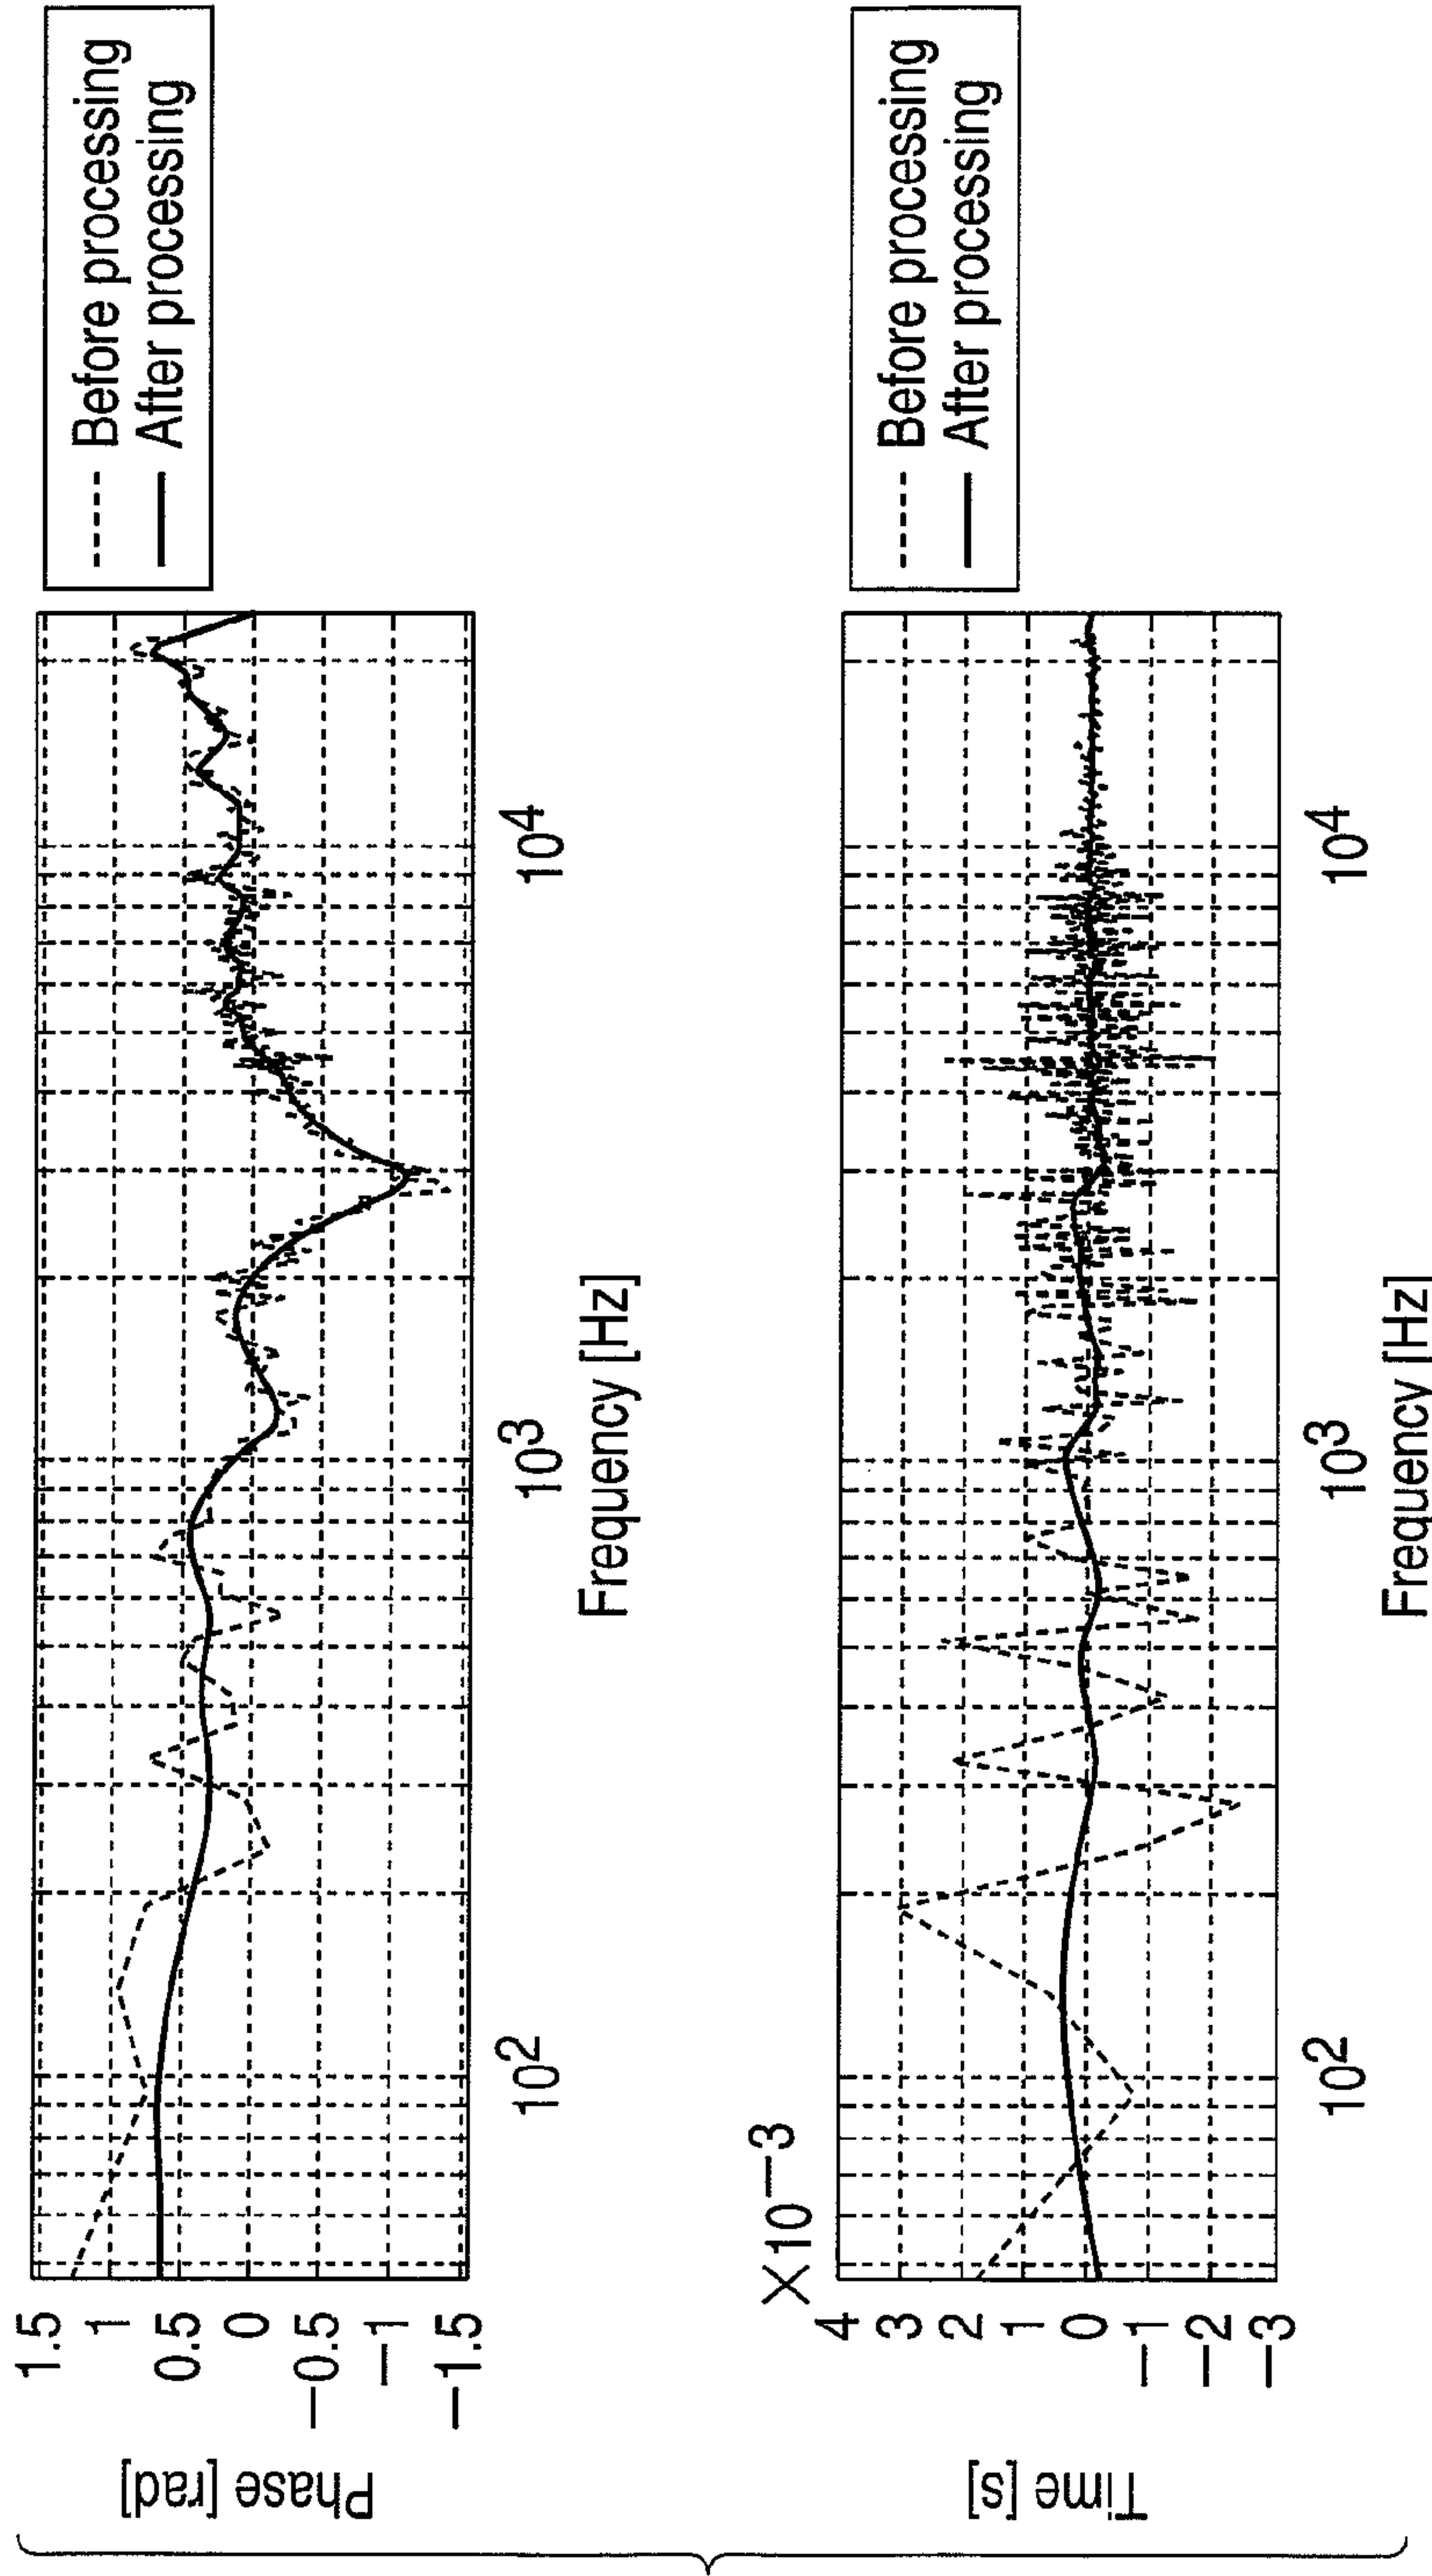 Phase [rad]
1.5
1
0.5
0
−0.5
−1
−1.5
10²
10³
10⁴
Frequency [Hz]
Before processing
After processing
×10−3
Time [s]
4
3
2
1
0
−1
−2
−3
10²
10³
10⁴
Frequency [Hz]
Before processing
After processing